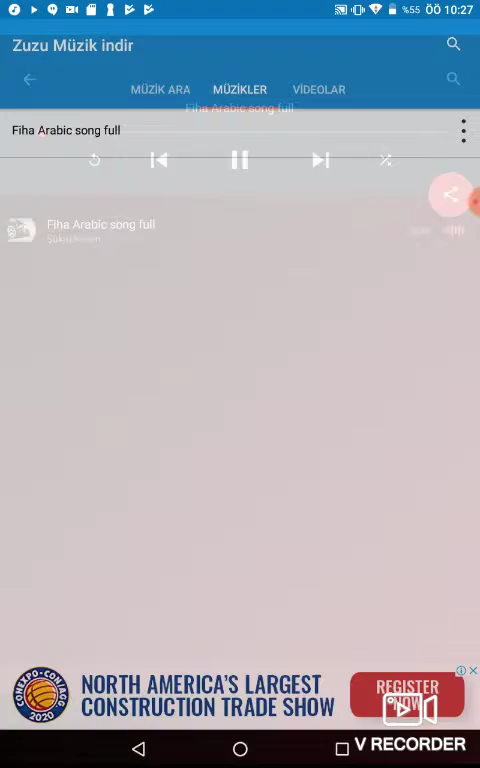 %55 ÖÖ 10:27
Zuzu Müzik indir
MÜZİK ARA MÜZİKLER VİDEOLAR
Fiha Arabic song full
Fiha Arabic song full
Fiha Arabic song full
CONEXPO-CON/AGG
2020
NORTH AMERICA'S LARGEST
CONSTRUCTION TRADE SHOW
REGISTER
NOW
V RECORDER